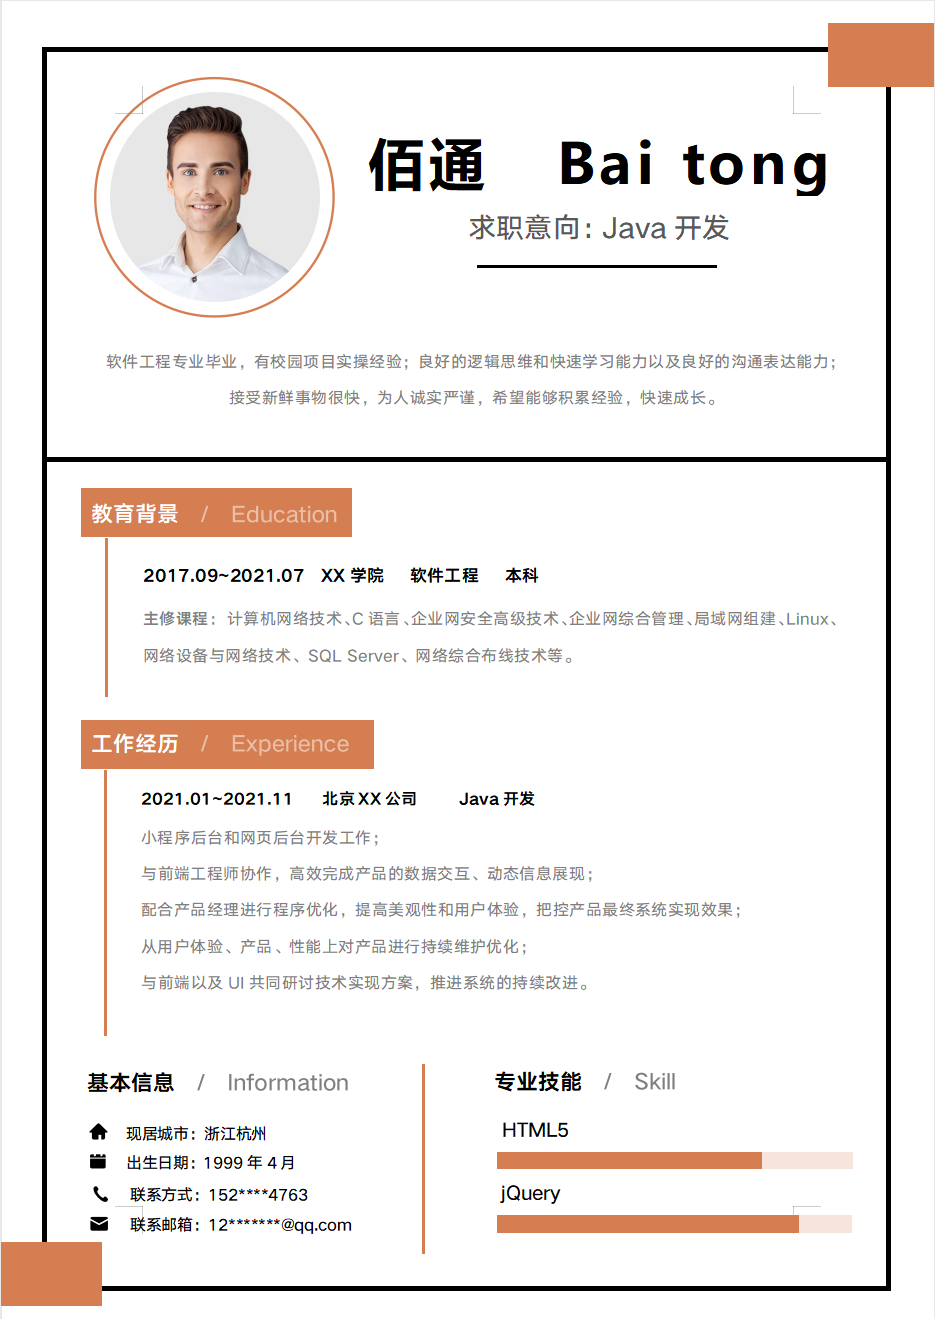 佰通 Bai tong
求职意向：Java 开发
软件工程专业毕业，有校园项目实操经验；良好的逻辑思维和快速学习能力以及良好的沟通表达能力；
接受新鲜事物很快，为人诚实严谨，希望能够积累经验，快速成长。
教育背景 / Education
2017.09~2021.07 XX 学院 软件工程 本科
主修课程：计算机网络技术、C 语言、企业网安全高级技术、企业网综合管理、局域网组建、Linux、
网络设备与网络技术、SQL Server、网络综合布线技术等。
工作经历 / Experience
2021.01~2021.11 北京 XX 公司 Java 开发
小程序后台和网页后台开发工作；
与前端工程师协作，高效完成产品的数据交互、动态信息展现；
配合产品经理进行程序优化，提高美观性和用户体验，把控产品最终系统实现效果；
从用户体验、产品、性能上对产品进行持续维护优化；
与前端以及 UI 共同研讨技术实现方案，推进系统的持续改进。
基本信息 / Information
现居城市：浙江杭州
出生日期：1999 年 4 月
联系方式：152****4763
联系邮箱：12*******@qq.com
专业技能 / Skill
HTML5
jQuery